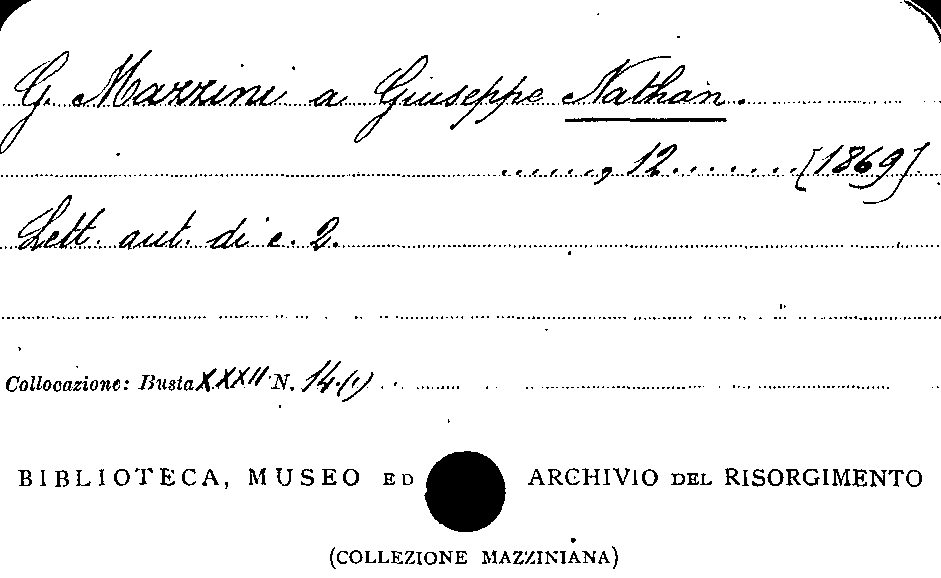 G. Mazzini a Giuseppe Nathan.
......, 12 ....... [1869]
Lett. aut. di c. 2.
Collocazione: Busta XXXII N. 14.(1)
BIBLIOTECA, MUSEO ED ARCHIVIO DEL RISORGIMENTO
(COLLEZIONE MAZZINIANA)